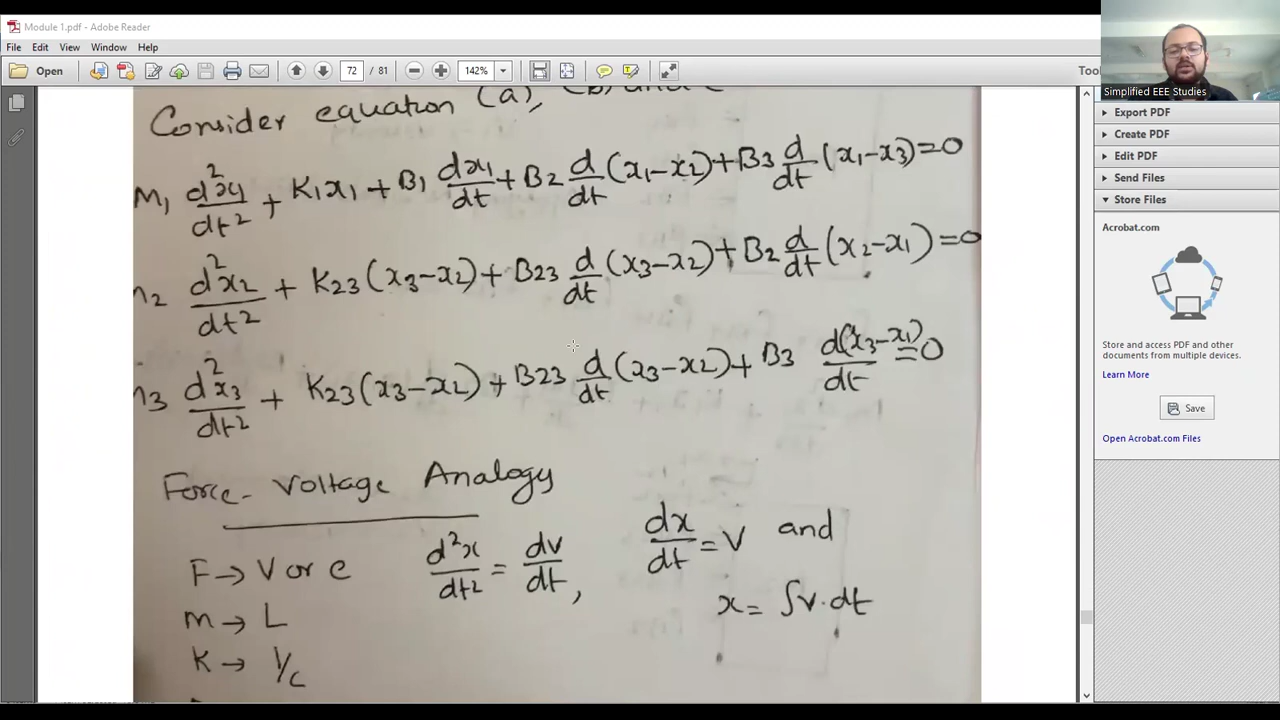 Module 1.pdf - Adobe Reader
File Edit View Window Help
Open 72 / 81 142%
Simplified EEE Studies
Export PDF
Create PDF
Edit PDF
Send Files
Store Files
Acrobat.com
Store and access PDF and other
documents from multiple devices.
Learn More
Save
Open Acrobat.com Files
Consider equation (a), (b) and c
M₁ d²x₁/dt² + K₁x₁ + B₁ dx₁/dt + B₂ d/dt (x₁-x₂) + B₃ d/dt (x₁-x₃) = 0
m₂ d²x₂/dt² + K₂₃(x₃-x₂) + B₂₃ d/dt (x₃-x₂) + B₂ d/dt (x₂-x₁) = 0
m₃ d²x₃/dt² + K₂₃(x₃-x₂) + B₂₃ d/dt (x₃-x₂) + B₃ d(x₃-x₁)/dt = 0
Force-Voltage Analogy
F → V or e d²x/dt² = dv/dt, dx/dt = V and
m → L x = ∫v.dt
K → 1/C